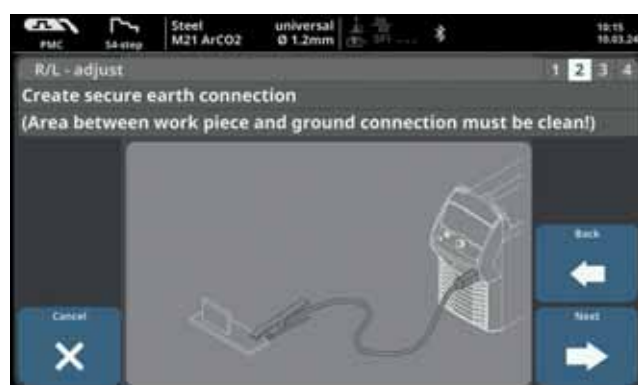 PMC
S4-step
Steel
M21 ArCO2
universal
Ø 1.2mm
SFI
10:15
10.03.24
R/L - adjust
1 2 3 4
Create secure earth connection
(Area between work piece and ground connection must be clean!)
Back
Cancel
Next